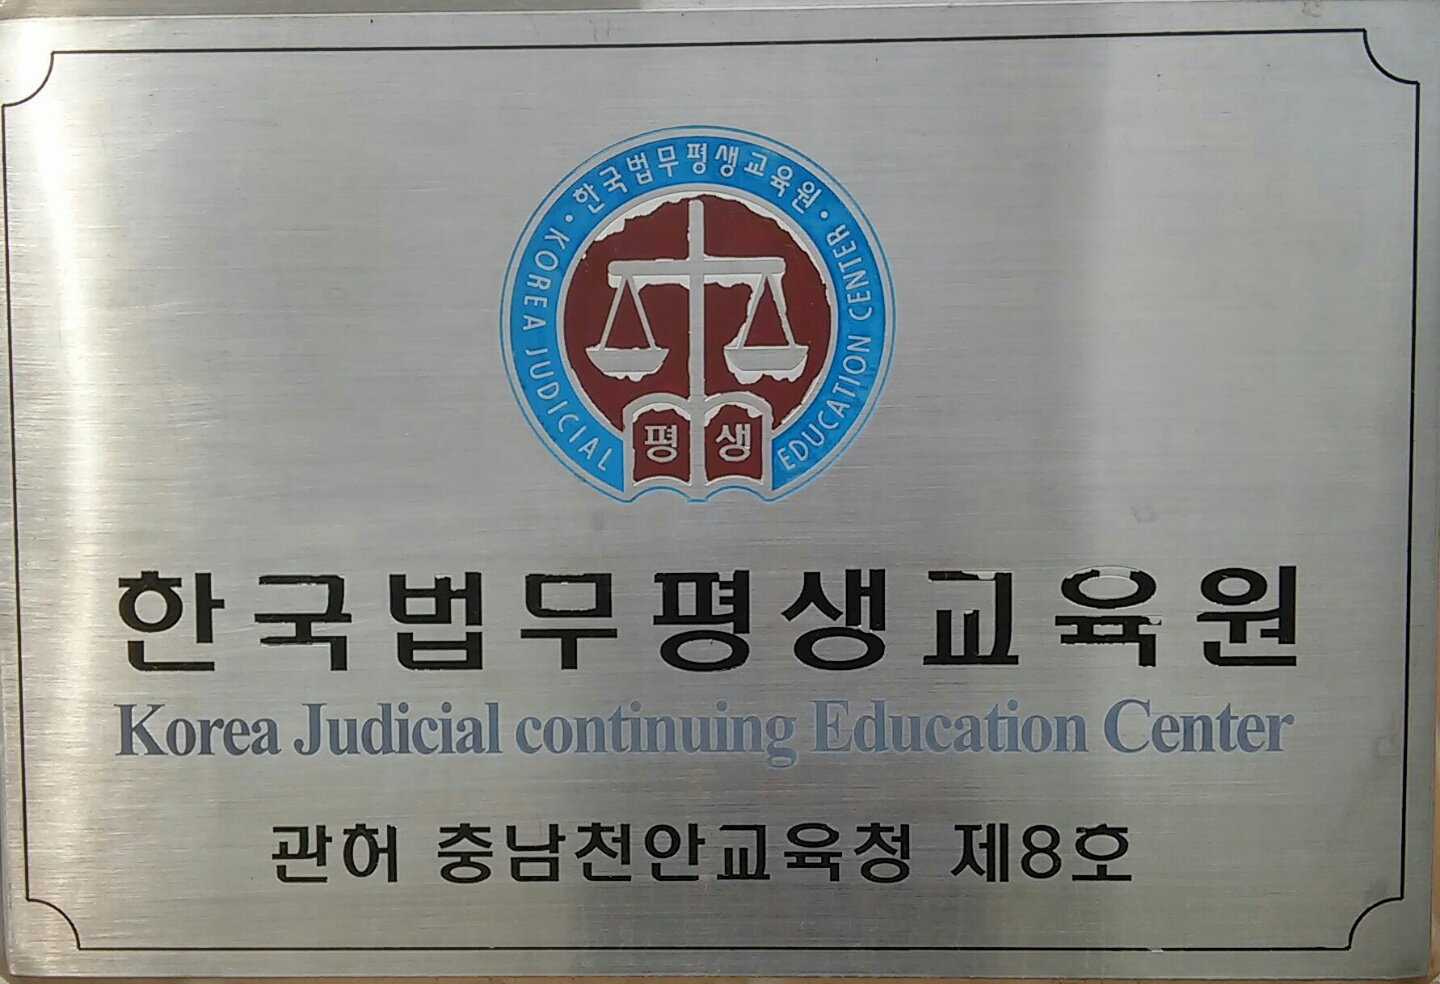 ·한국법무평생교육원·
KOREA JUDICIAL EDUCATION CENTER
평 생
한국법무평생교육원
Korea Judicial continuing Education Center
관허 충남천안교육청 제8호